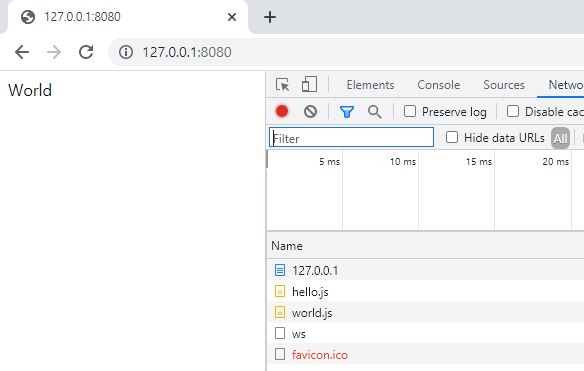 127.0.0.1:8080
127.0.0.1:8080
World
Elements Console Sources Netwo
Preserve log Disable cac
Filter Hide data URLs All
5 ms 10 ms 15 ms 20 ms
Name
127.0.0.1
hello.js
world.js
ws
favicon.ico